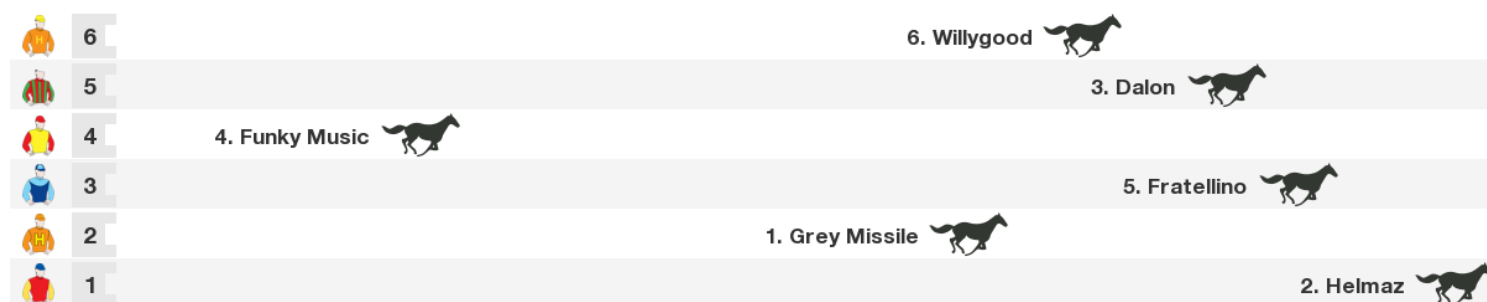 6 6. Willygood
5 3. Dalon
4 4. Funky Music
3 5. Fratellino
2 1. Grey Missile
1 2. Helmaz